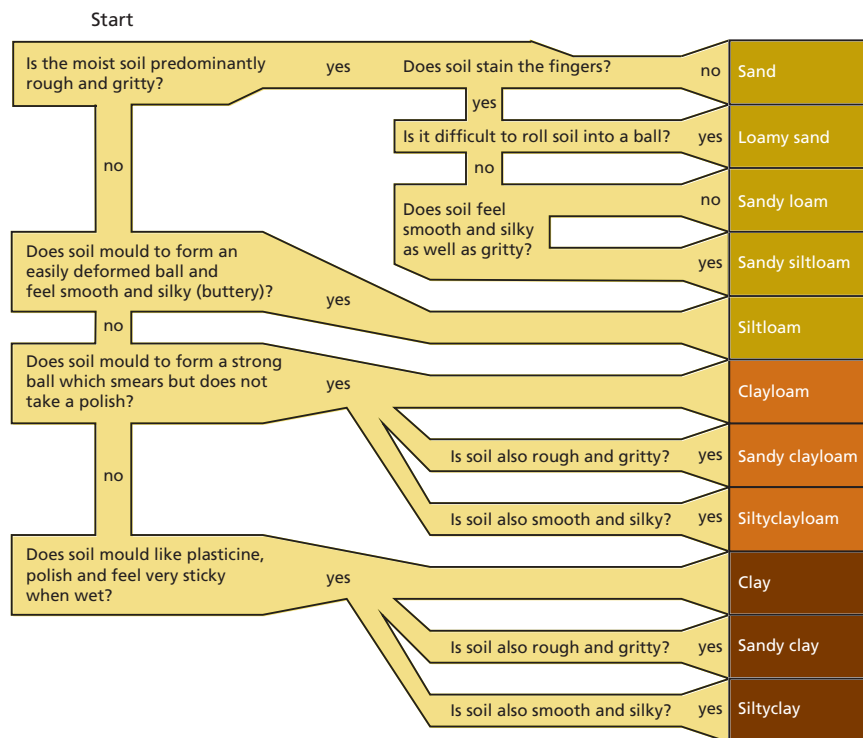 Start
Is the moist soil predominantly
rough and gritty?
yes
Does soil stain the fingers?
no
Sand
yes
Is it difficult to roll soil into a ball?
yes
Loamy sand
no
no
Does soil feel
smooth and silky
as well as gritty?
no
Sandy loam
yes
Sandy siltloam
Does soil mould to form an
easily deformed ball and
feel smooth and silky (buttery)?
yes
Siltloam
no
Does soil mould to form a strong
ball which smears but does not
take a polish?
yes
Clayloam
Is soil also rough and gritty?
yes
Sandy clayloam
no
Is soil also smooth and silky?
yes
Siltyclayloam
Does soil mould like plasticine,
polish and feel very sticky
when wet?
yes
Clay
Is soil also rough and gritty?
yes
Sandy clay
Is soil also smooth and silky?
yes
Siltyclay